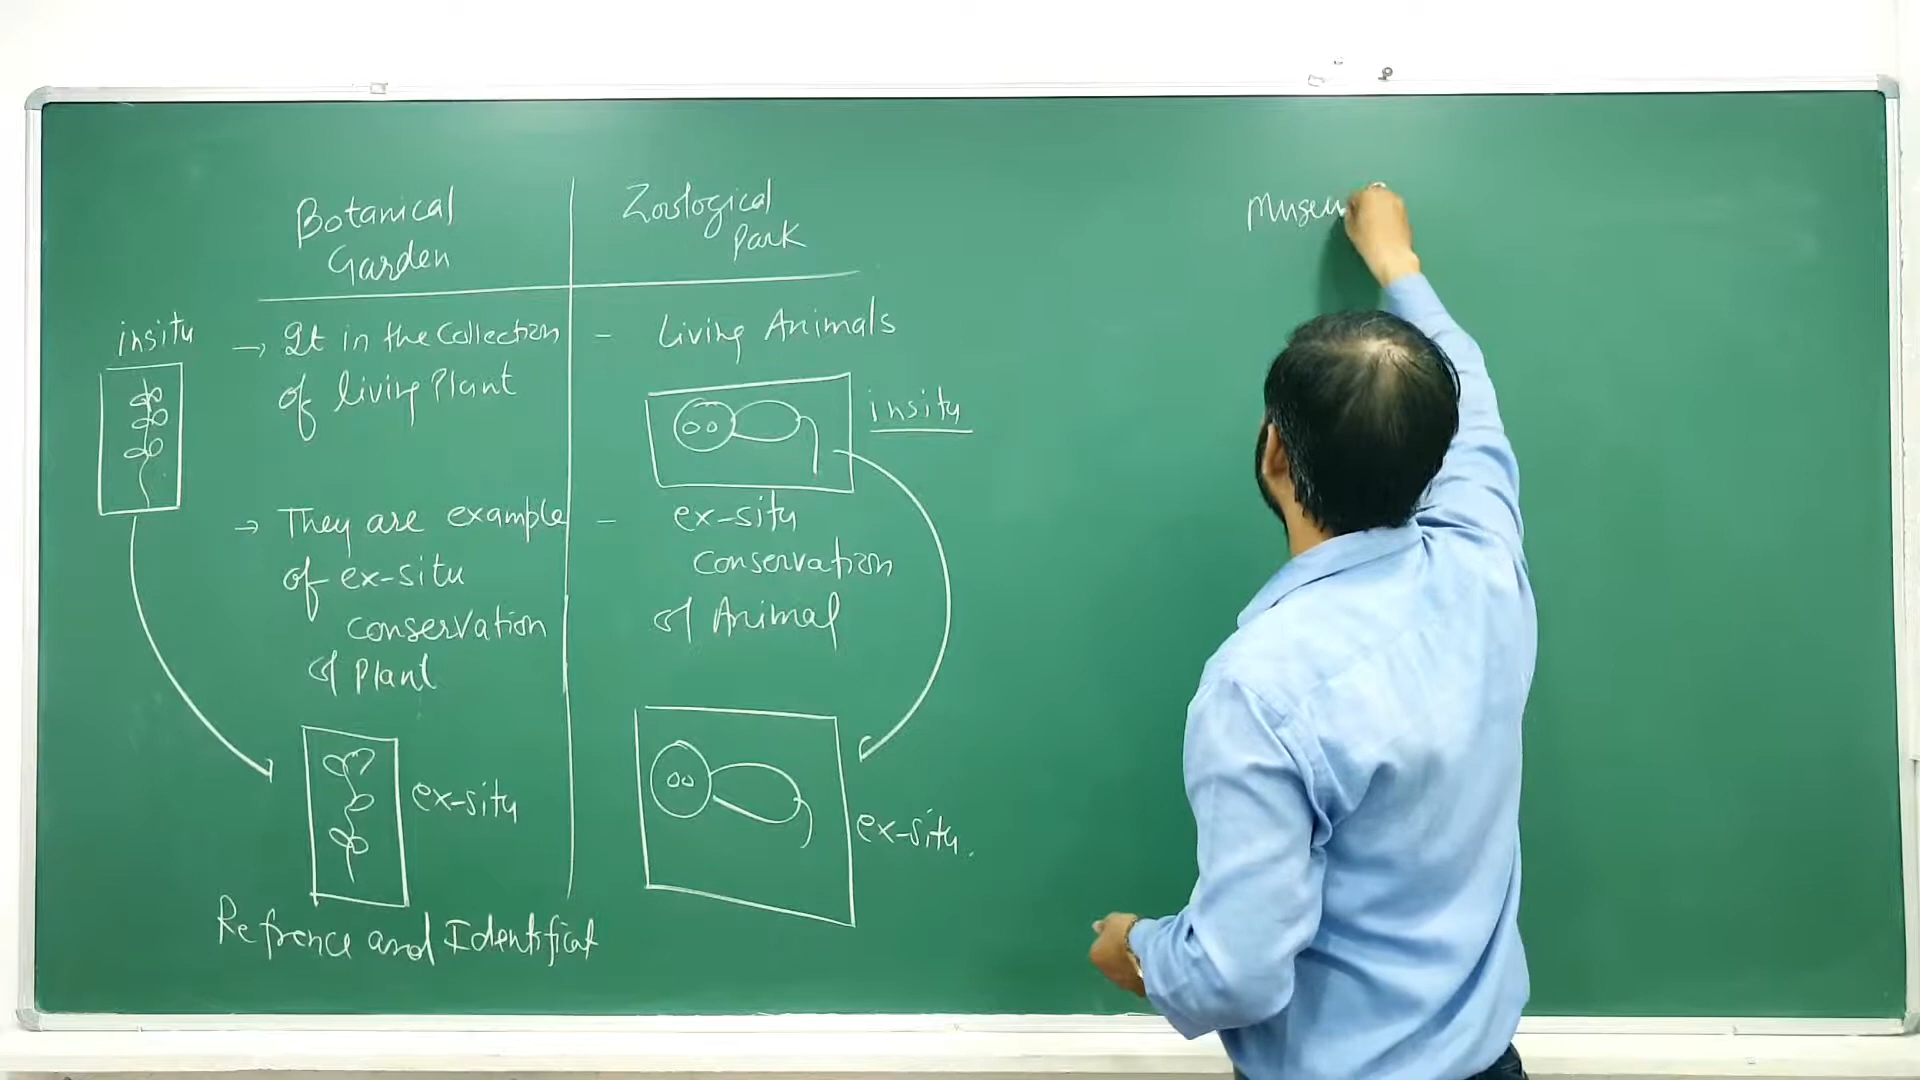 Botanical
Garden
Zoological
Park
insitu
→ It in the Collection
of living Plant
- Living Animals
insitu
→ They are example
of ex-situ
conservation
of Plant
- ex-situ
conservation
of Animal
ex-situ
ex-situ.
Refrence and Identificat
Museu